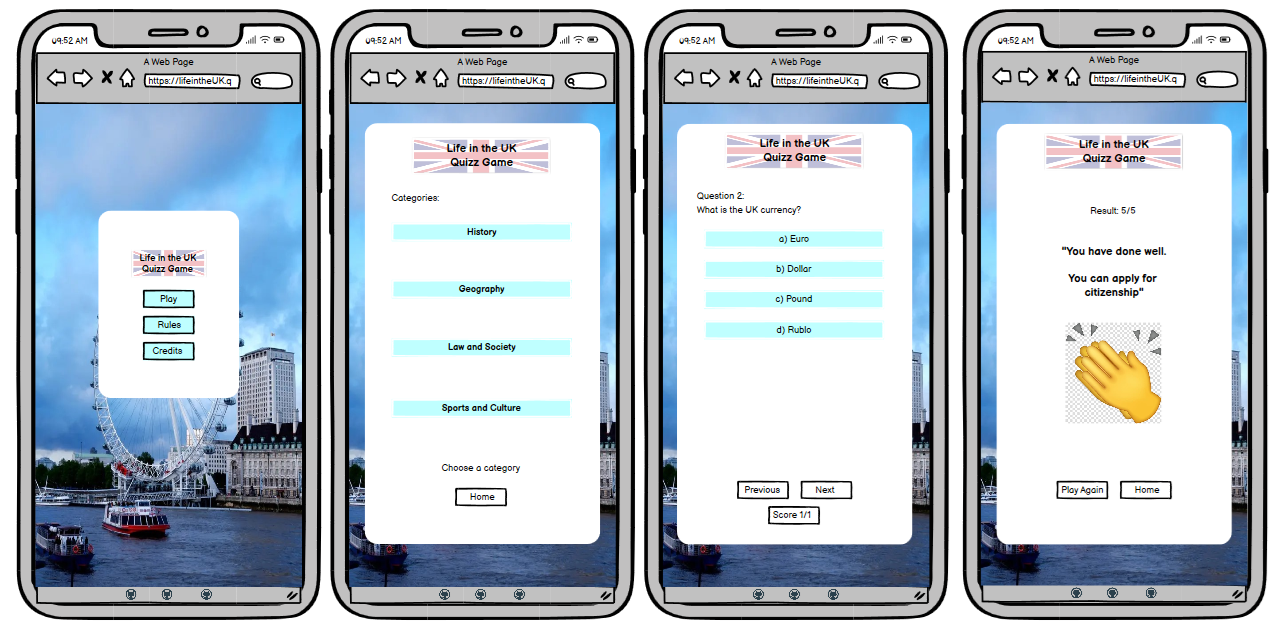 09:52 AM
A Web Page
https://lifeintheUK.q
Life in the UK
Quizz Game
Play
Rules
Credits
09:52 AM
A Web Page
https://lifeintheUK.q
Life in the UK
Quizz Game
Categories:
History
Geography
Law and Society
Sports and Culture
Choose a category
Home
09:52 AM
A Web Page
https://lifeintheUK.q
Life in the UK
Quizz Game
Question 2:
What is the UK currency?
a) Euro
b) Dollar
c) Pound
d) Rublo
Previous Next
Score 1/1
09:52 AM
A Web Page
https://lifeintheUK.q
Life in the UK
Quizz Game
Result: 5/5
"You have done well.
You can apply for
citizenship"
Play Again Home